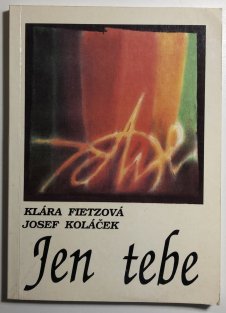 KLÁRA FIETZOVÁ
JOSEF KOLÁČEK
Jen tebe